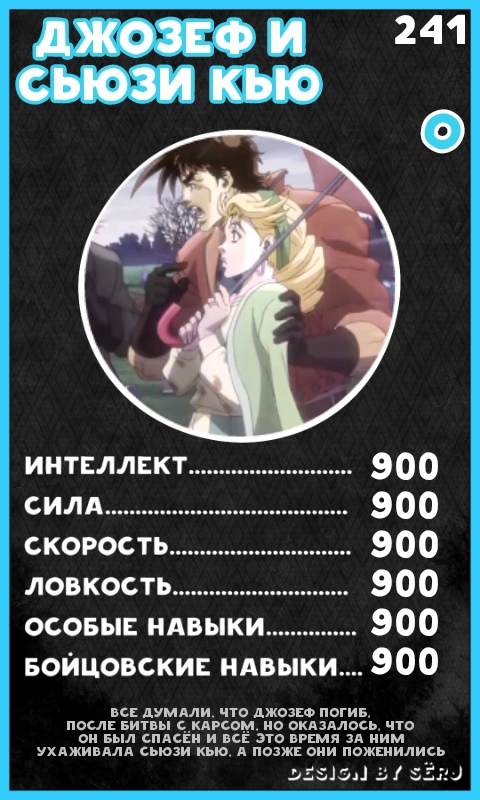 ДЖОЗЕФ И
СЬЮЗИ КЬЮ
241
ИНТЕЛЛЕКТ........................................ 900
СИЛА............................................................ 900
СКОРОСТЬ............................................. 900
ЛОВКОСТЬ........................................... 900
ОСОБЫЕ НАВЫКИ...................... 900
БОЙЦОВСКИЕ НАВЫКИ.... 900
ВСЕ ДУМАЛИ, ЧТО ДЖОЗЕФ ПОГИБ,
ПОСЛЕ БИТВЫ С КАРСОМ, НО ОКАЗАЛОСЬ, ЧТО
ОН БЫЛ СПАСЁН И ВСЁ ЭТО ВРЕМЯ ЗА НИМ
УХАЖИВАЛА СЬЮЗИ КЬЮ, А ПОЗЖЕ ОНИ ПОЖЕНИЛИСЬ
DESIGN BY SЁRJ